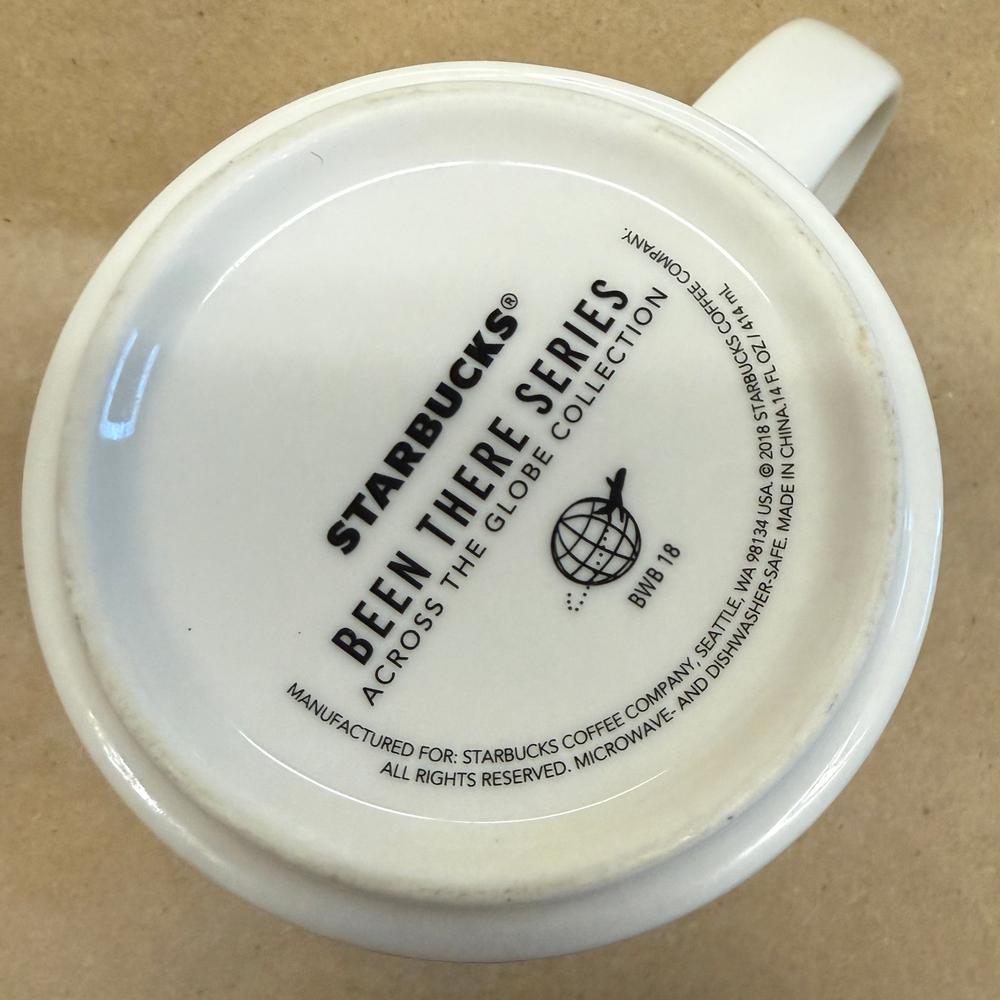 STARBUCKS®
BEEN THERE SERIES
ACROSS THE GLOBE COLLECTION
BWB 18
MANUFACTURED FOR: STARBUCKS COFFEE COMPANY, SEATTLE, WA 98134 USA. © 2018 STARBUCKS COFFEE COMPANY.
ALL RIGHTS RESERVED. MICROWAVE- AND DISHWASHER-SAFE. MADE IN CHINA.14 FL OZ / 414 mL